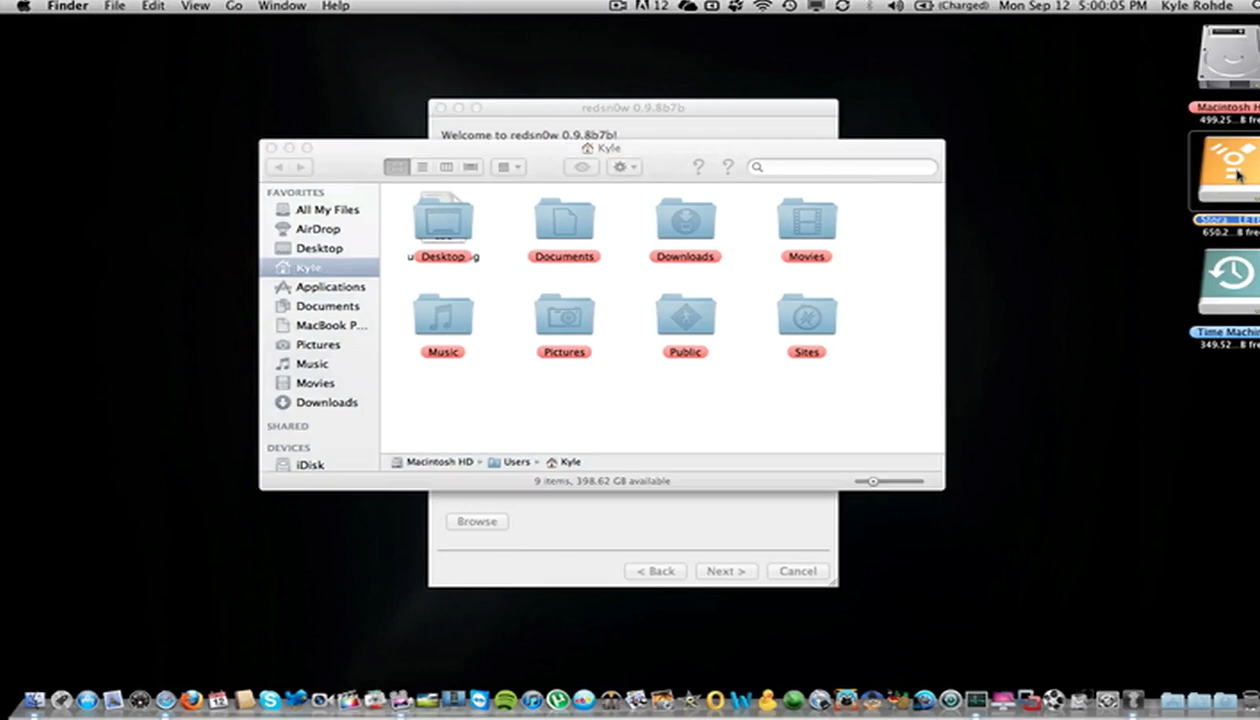 Finder File Edit View Go Window Help
12 (Charged) Mon Sep 12 5:00:05 PM Kyle Rohde
redsn0w 0.9.8b7b
Welcome to redsn0w 0.9.8b7b!
Kyle
FAVORITES
All My Files
AirDrop
Desktop
Kyle
Applications
Documents
MacBook P...
Pictures
Music
Movies
Downloads
SHARED
DEVICES
iDisk
Desktop Documents Downloads Movies
Music Pictures Public Sites
Macintosh HD Users Kyle
9 items, 398.62 GB available
Browse
< Back Next > Cancel
Macintosh H
499.25...B fre
650.2...B fre
Time Machin
349.52...B fre